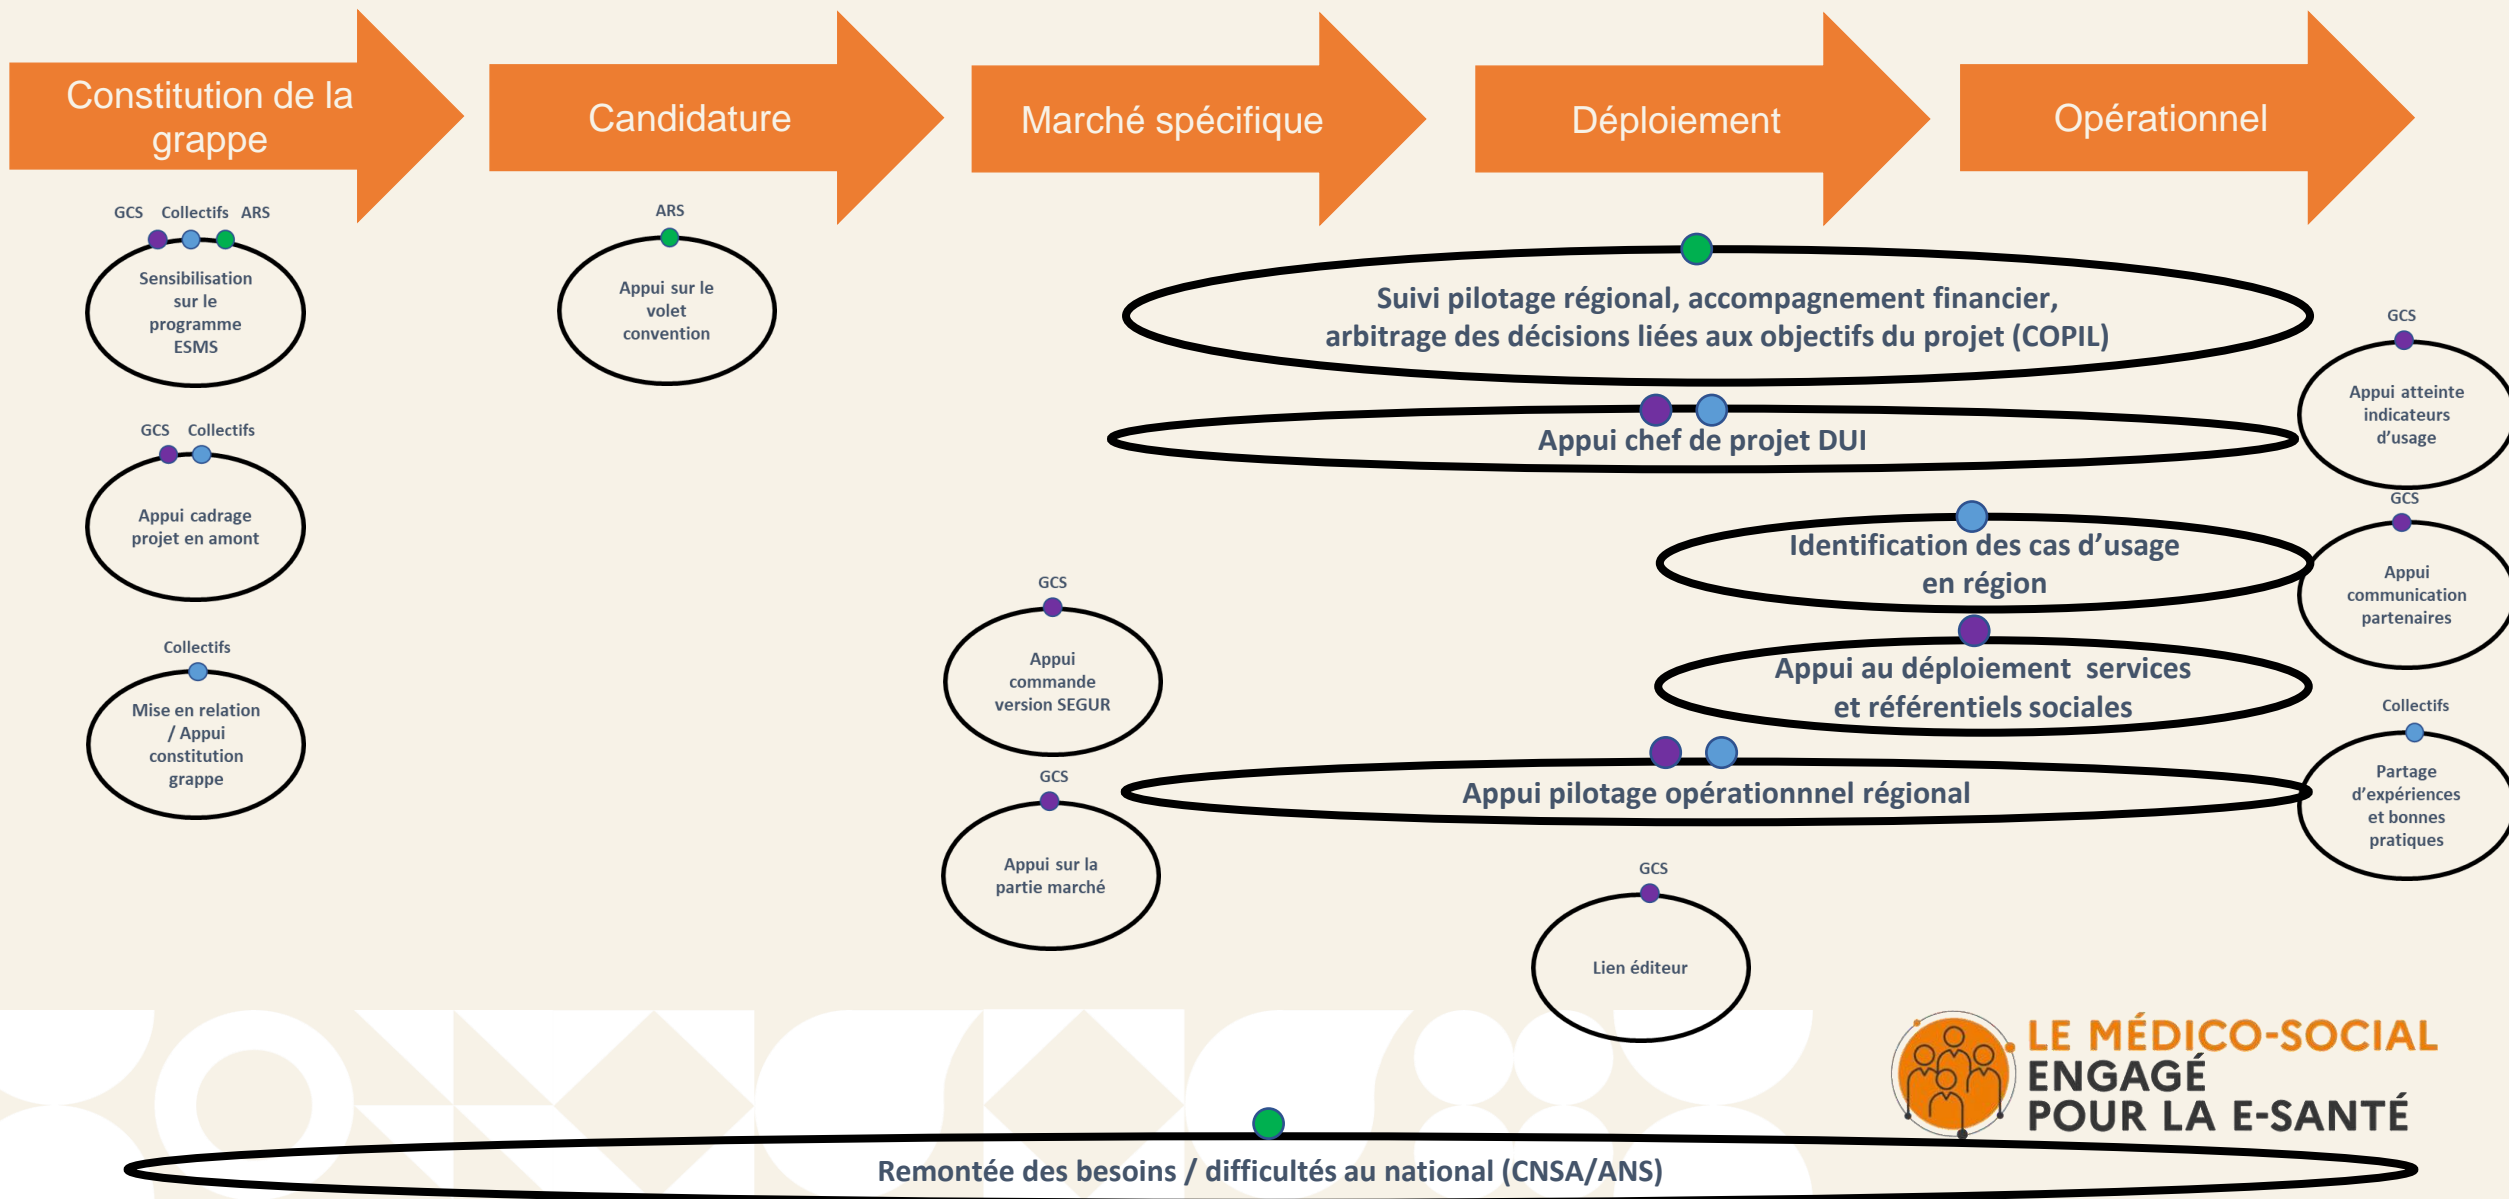 Constitution de la
grappe
Candidature
Marché spécifique
Déploiement
Opérationnel
GCS Collectifs ARS
Sensibilisation
sur le
programme
ESMS
GCS Collectifs
Appui cadrage
projet en amont
Collectifs
Mise en relation
/ Appui
constitution
grappe
ARS
Appui sur le
volet
convention
GCS
Appui
commande
version SEGUR
GCS
Appui sur la
partie marché
Suivi pilotage régional, accompagnement financier,
arbitrage des décisions liées aux objectifs du projet (COPIL)
Appui chef de projet DUI
Identification des cas d’usage
en région
Appui au déploiement services
et référentiels sociales
Appui pilotage opérationnnel régional
GCS
Lien éditeur
GCS
Appui atteinte
indicateurs
d’usage
GCS
Appui
communication
partenaires
Collectifs
Partage
d’expériences
et bonnes
pratiques
LE MÉDICO-SOCIAL
ENGAGÉ
POUR LA E-SANTÉ
Remontée des besoins / difficultés au national (CNSA/ANS)